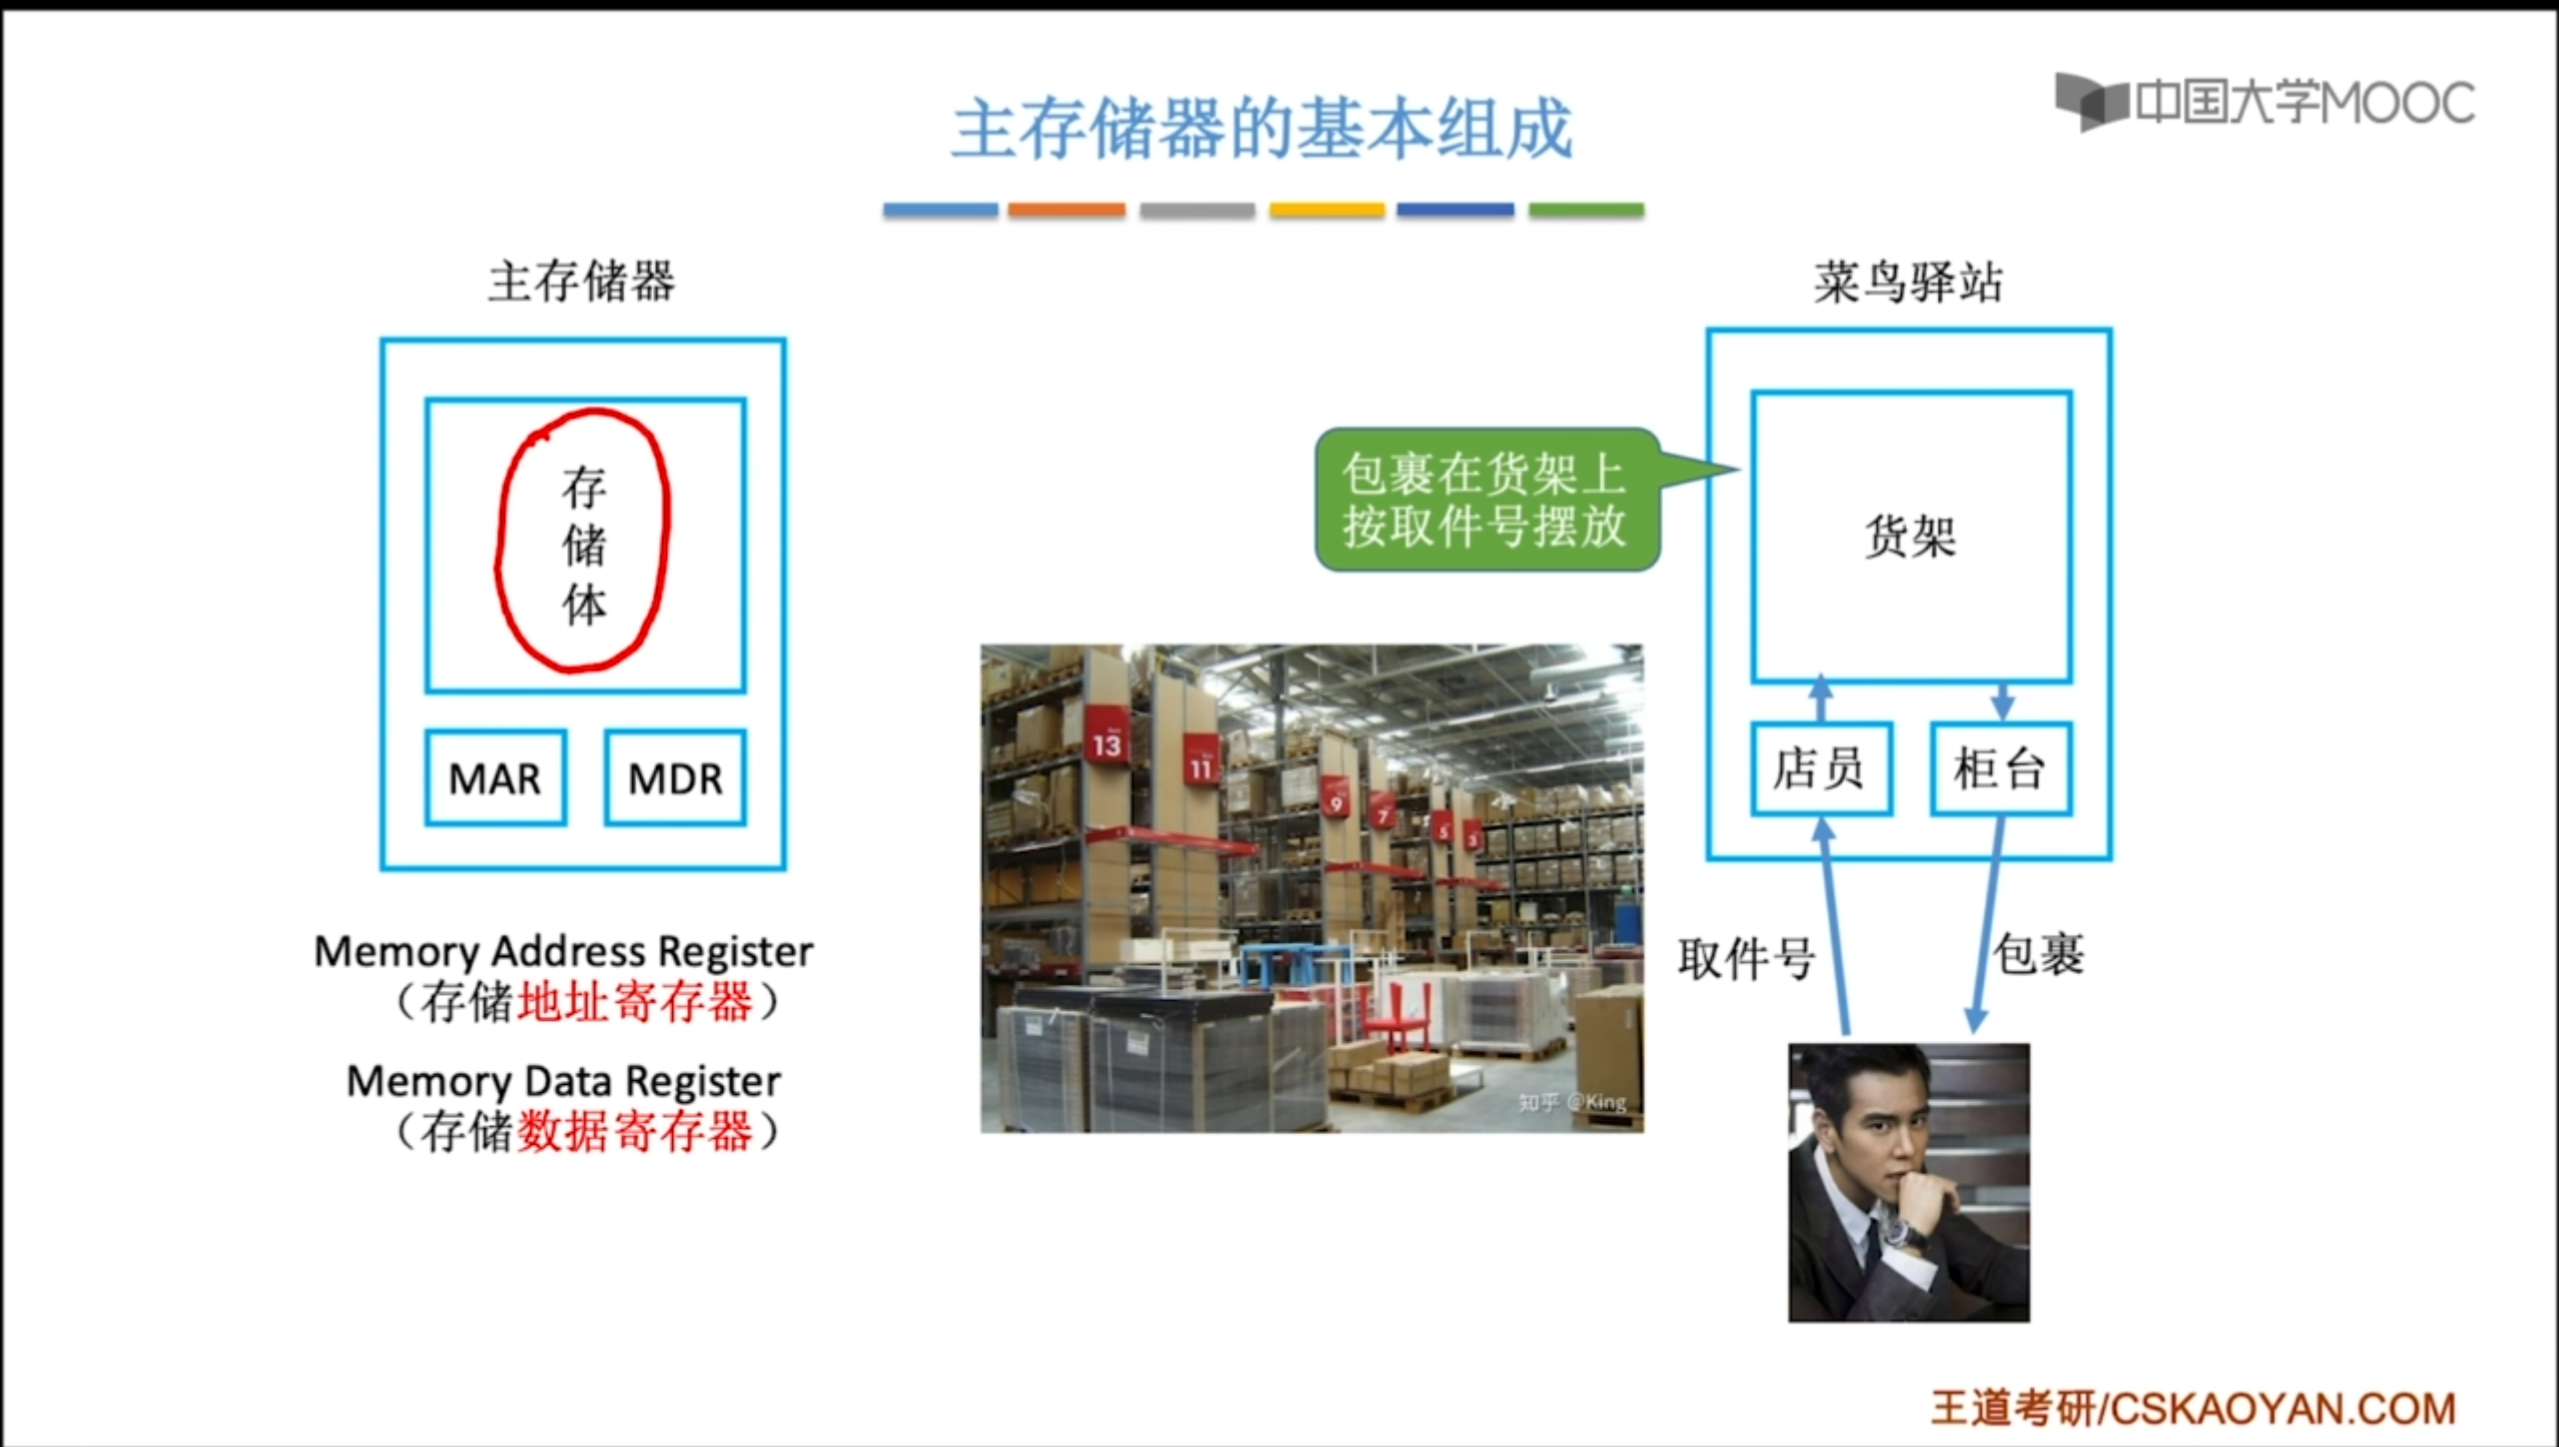 中国大学MOOC
主存储器的基本组成
主存储器
存
储
体
MAR
MDR
Memory Address Register
（存储地址寄存器）
Memory Data Register
（存储数据寄存器）
包裹在货架上
按取件号摆放
13
11
9
7
5
3
知乎 @King
菜鸟驿站
货架
店员
柜台
取件号
包裹
王道考研/CSKAOYAN.COM